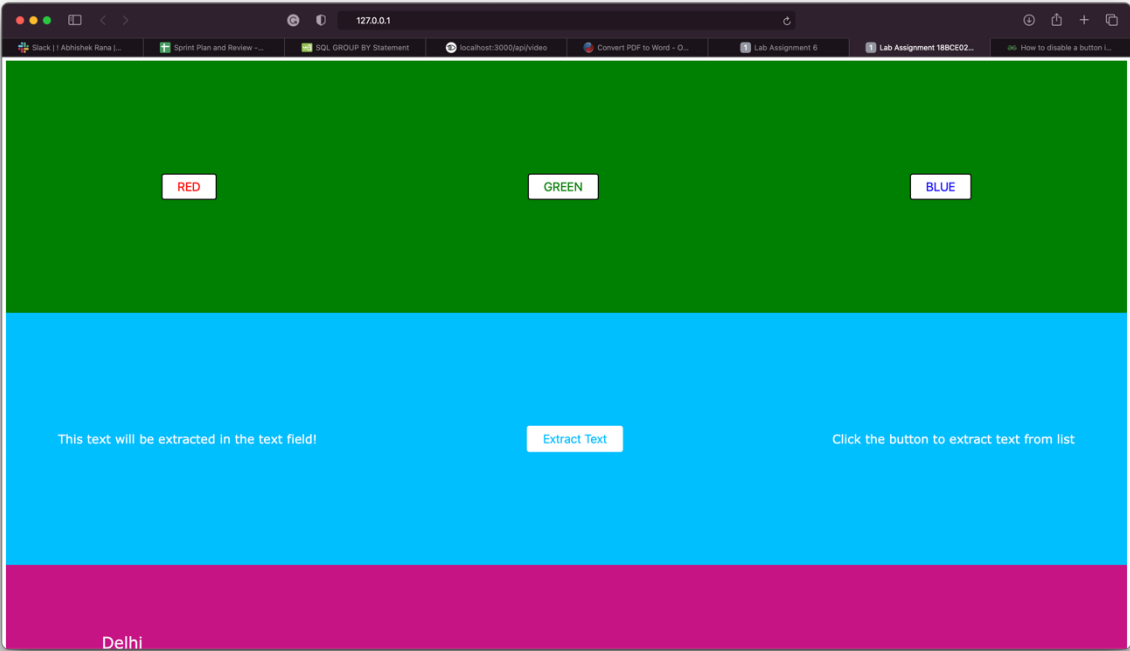 127.0.0.1
Slack | ! Abhishek Rana |...
Sprint Plan and Review -...
SQL GROUP BY Statement
localhost:3000/api/video
Convert PDF to Word - O...
1 Lab Assignment 6
1 Lab Assignment 18BCE02...
How to disable a button i...
RED
GREEN
BLUE
This text will be extracted in the text field!
Extract Text
Click the button to extract text from list
Delhi